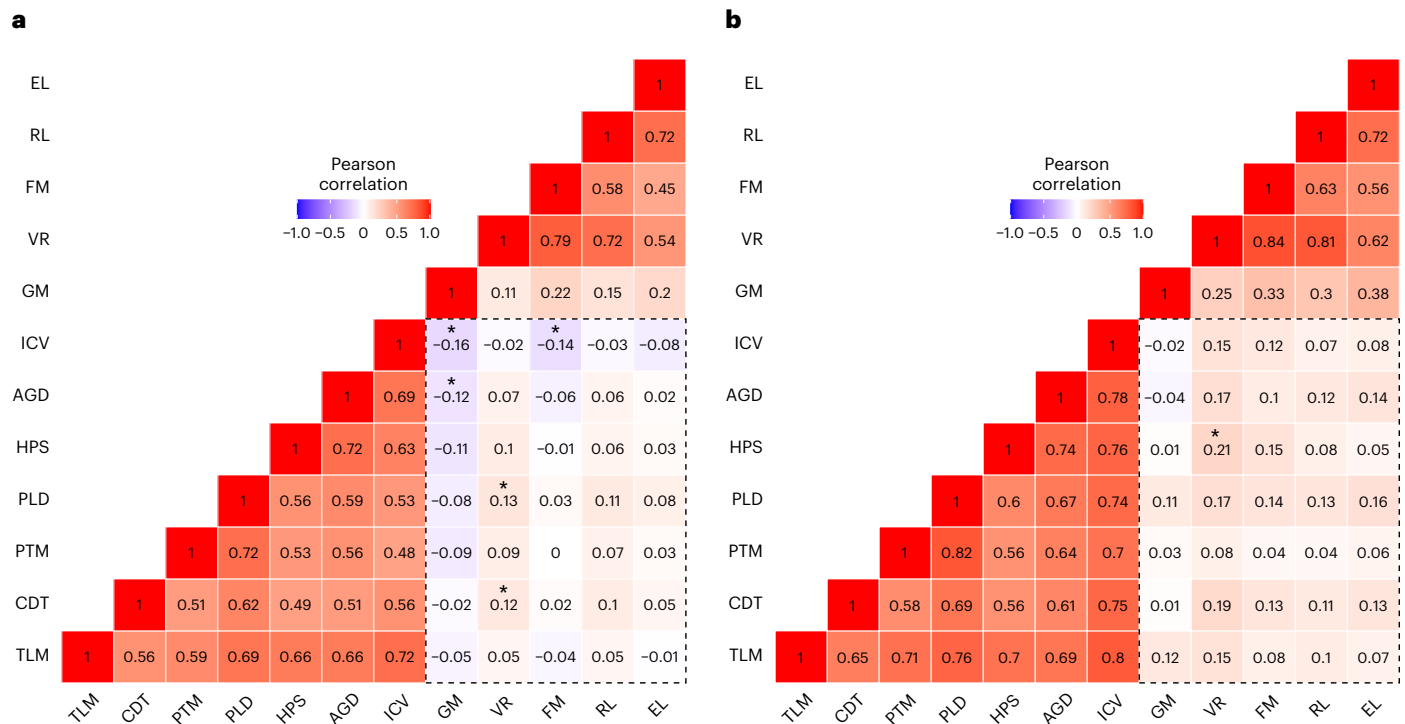 a
EL 1
RL 1 0.72
FM 1 0.58 0.45
VR 1 0.79 0.72 0.54
GM 1 0.11 0.22 0.15 0.2
ICV 1 * −0.16 −0.02 * −0.14 −0.03 −0.08
AGD 1 0.69 * −0.12 0.07 −0.06 0.06 0.02
HPS 1 0.72 0.63 −0.11 0.1 −0.01 0.06 0.03
PLD 1 0.56 0.59 0.53 −0.08 * 0.13 0.03 0.11 0.08
PTM 1 0.72 0.53 0.56 0.48 −0.09 0.09 0 0.07 0.03
CDT 1 0.51 0.62 0.49 0.51 0.56 −0.02 * 0.12 0.02 0.1 0.05
TLM 1 0.56 0.59 0.69 0.66 0.66 0.72 −0.05 0.05 −0.04 0.05 −0.01
TLM CDT PTM PLD HPS AGD ICV GM VR FM RL EL
Pearson
correlation
−1.0 −0.5 0 0.5 1.0
b
EL 1
RL 1 0.72
FM 1 0.63 0.56
VR 1 0.84 0.81 0.62
GM 1 0.25 0.33 0.3 0.38
ICV 1 −0.02 0.15 0.12 0.07 0.08
AGD 1 0.78 −0.04 0.17 0.1 0.12 0.14
HPS 1 0.74 0.76 0.01 * 0.21 0.15 0.08 0.05
PLD 1 0.6 0.67 0.74 0.11 0.17 0.14 0.13 0.16
PTM 1 0.82 0.56 0.64 0.7 0.03 0.08 0.04 0.04 0.06
CDT 1 0.58 0.69 0.56 0.61 0.75 0.01 0.19 0.13 0.11 0.13
TLM 1 0.65 0.71 0.76 0.7 0.69 0.8 0.12 0.15 0.08 0.1 0.07
TLM CDT PTM PLD HPS AGD ICV GM VR FM RL EL
Pearson
correlation
−1.0 −0.5 0 0.5 1.0